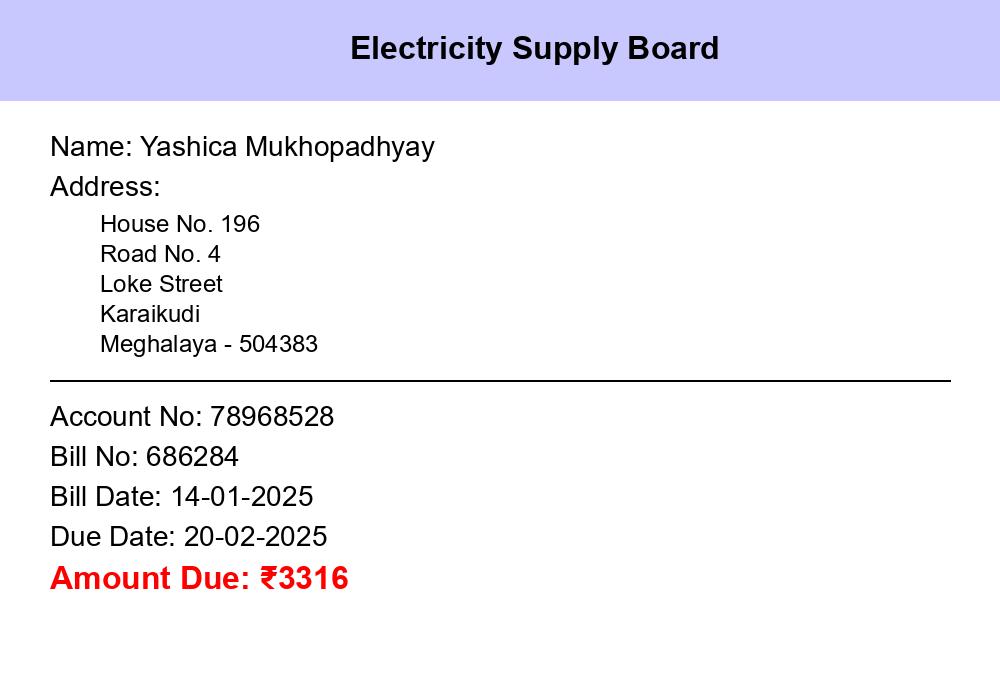 Electricity Supply Board
Name: Yashica Mukhopadhyay
Address:
House No. 196
Road No. 4
Loke Street
Karaikudi
Meghalaya - 504383
Account No: 78968528
Bill No: 686284
Bill Date: 14-01-2025
Due Date: 20-02-2025
Amount Due: ₹3316